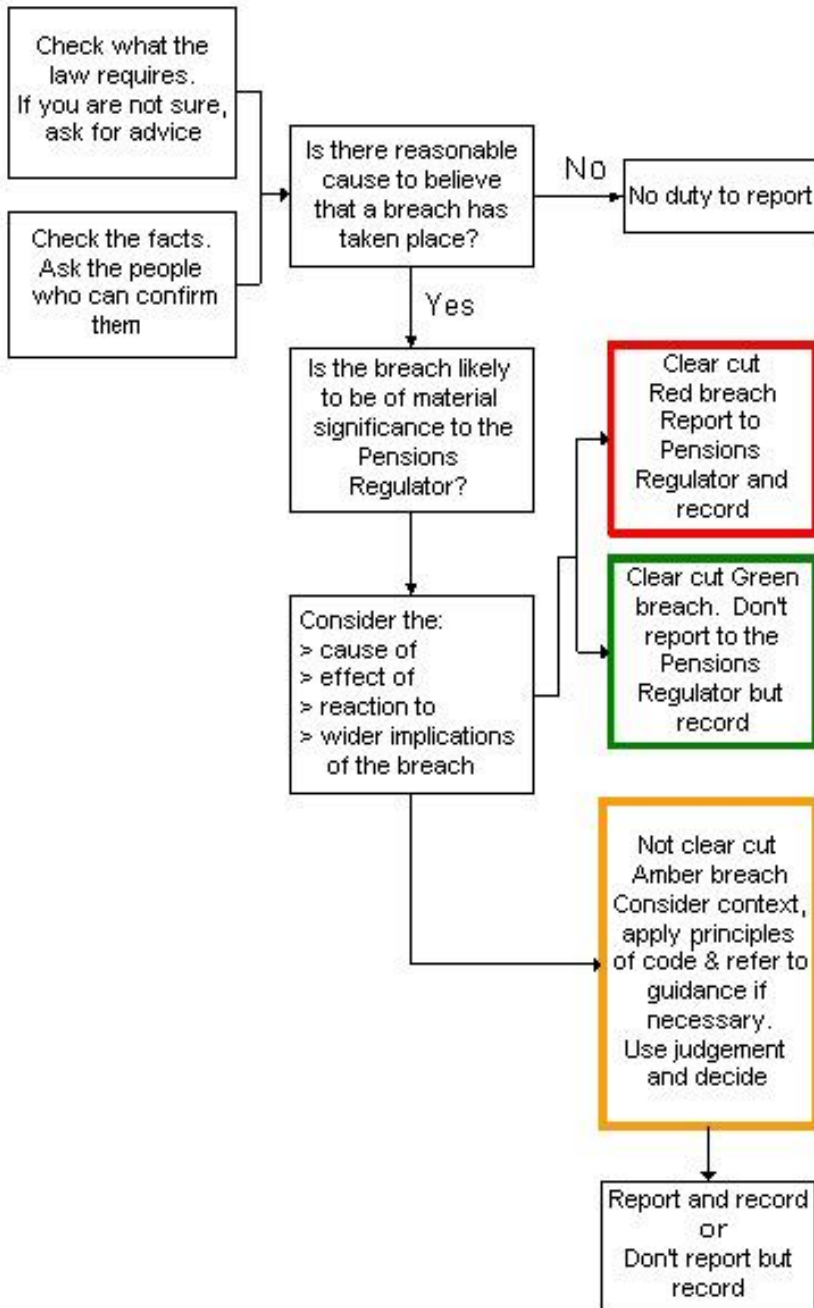 Check what the
law requires.
If you are not sure,
ask for advice
Check the facts.
Ask the people
who can confirm
them
Is there reasonable
cause to believe
that a breach has
taken place?
No
No duty to report
Yes
Is the breach likely
to be of material
significance to the
Pensions
Regulator?
Consider the:
> cause of
> effect of
> reaction to
> wider implications
of the breach
Clear cut
Red breach
Report to
Pensions
Regulator and
record
Clear cut Green
breach. Don't
report to the
Pensions
Regulator but
record
Not clear cut
Amber breach
Consider context,
apply principles
of code & refer to
guidance if
necessary.
Use judgement
and decide
Report and record
or
Don't report but
record